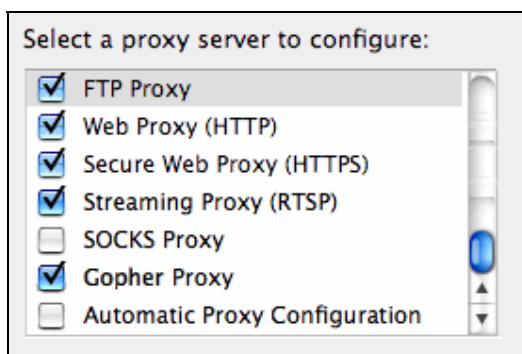 Select a proxy server to configure:
FTP Proxy
Web Proxy (HTTP)
Secure Web Proxy (HTTPS)
Streaming Proxy (RTSP)
SOCKS Proxy
Gopher Proxy
Automatic Proxy Configuration